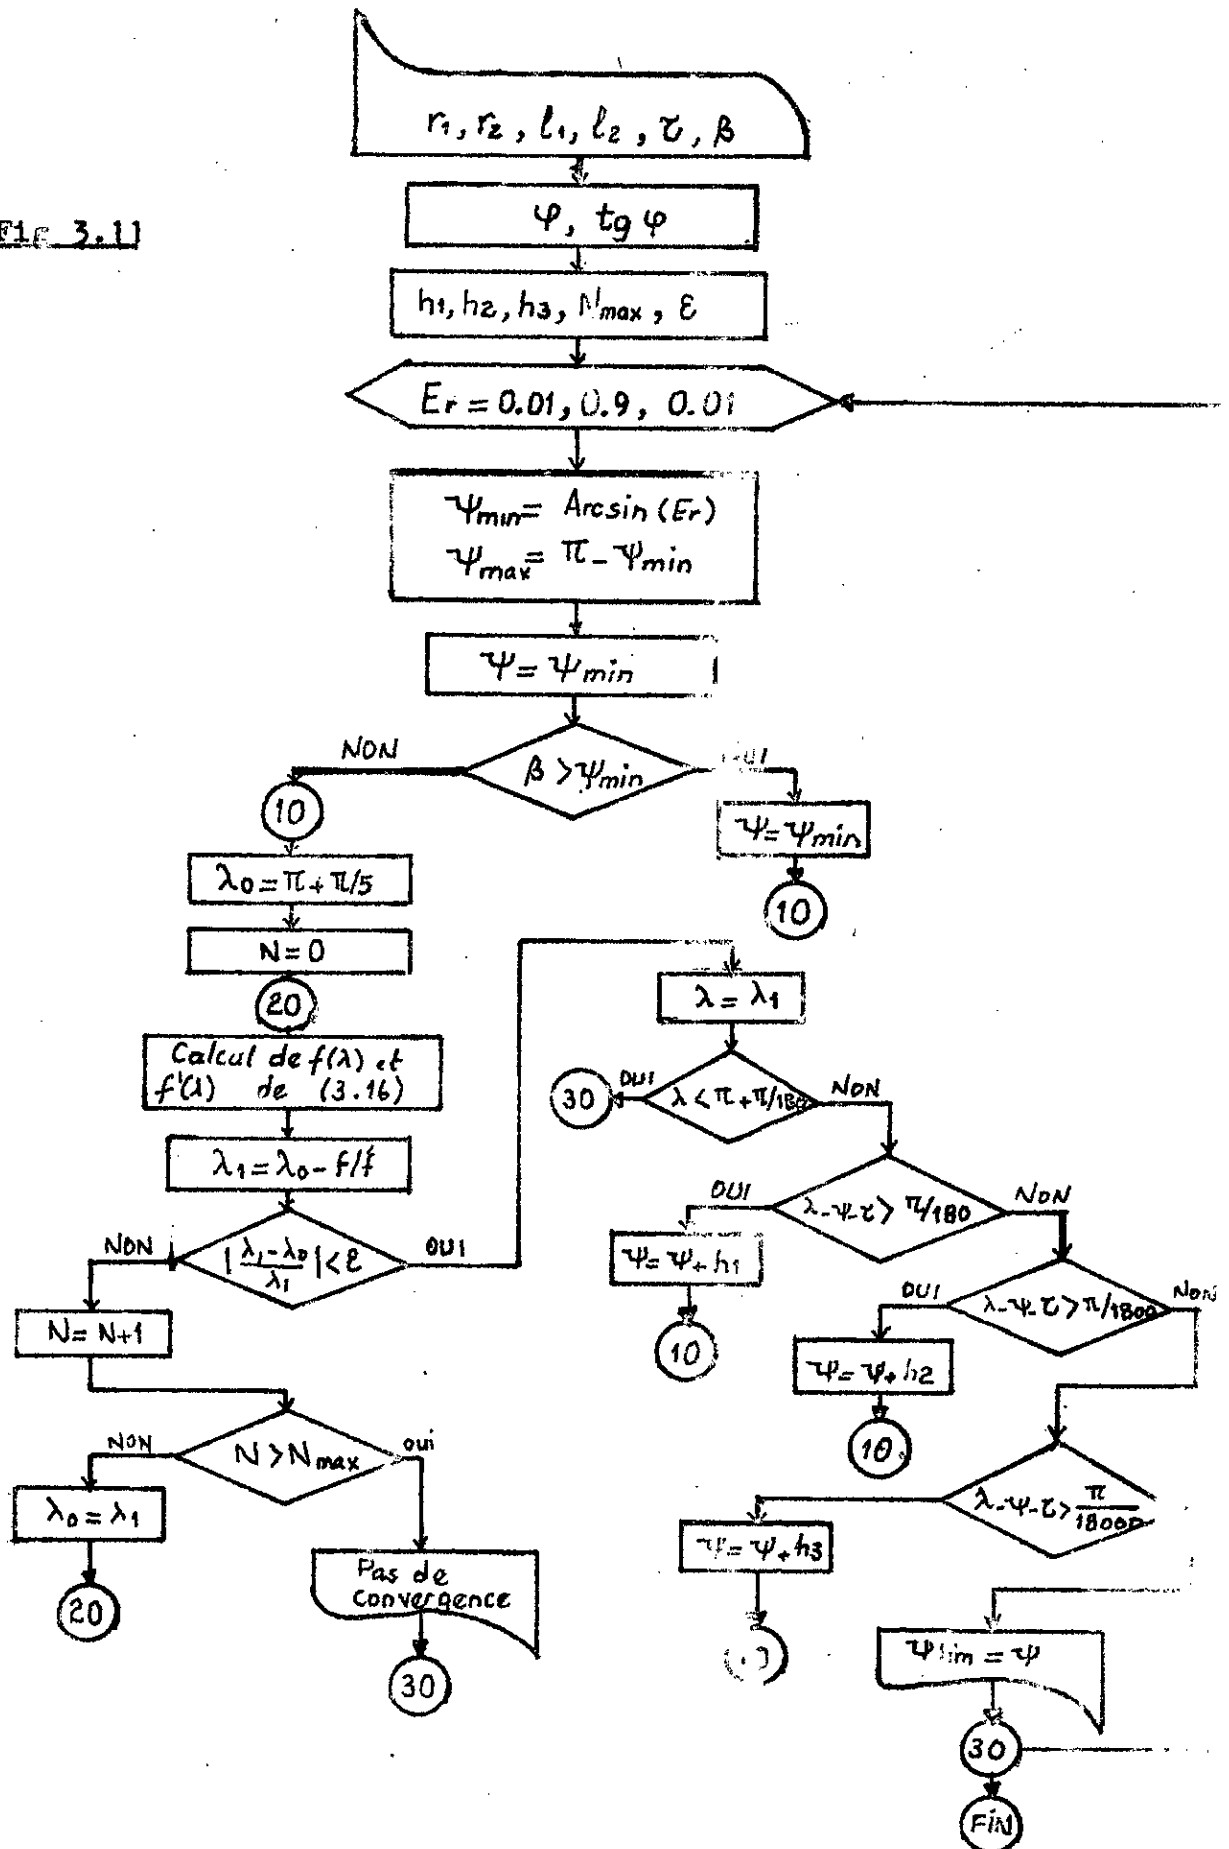 r1, r2, l1, l2, τ, β
Fig 3.11
φ, tg φ
h1, h2, h3, Nmax, ε
Er = 0.01, 0.9, 0.01
ψmin = Arcsin (Er)
ψmax = π - ψmin
ψ = ψmin
β > ψmin
NON
OUI
10
ψ = ψmin
10
λ0 = π + π/5
N = 0
20
Calcul de f(λ) et
f'(λ) de (3.16)
λ1 = λ0 - f/f'
| (λ1 - λ0)/λ1 | < ε
NON
OUI
N = N+1
N > Nmax
NON
oui
λ0 = λ1
20
Pas de
convergence
30
λ = λ1
λ < π + π/180
OUI
NON
30
λ-ψ-τ > π/180
OUI
NON
ψ = ψ + h1
10
λ-ψ-τ > π/1800
OUI
NON
ψ = ψ + h2
10
λ-ψ-τ > π/18000
ψ = ψ + h3
ψlim = ψ
30
FIN